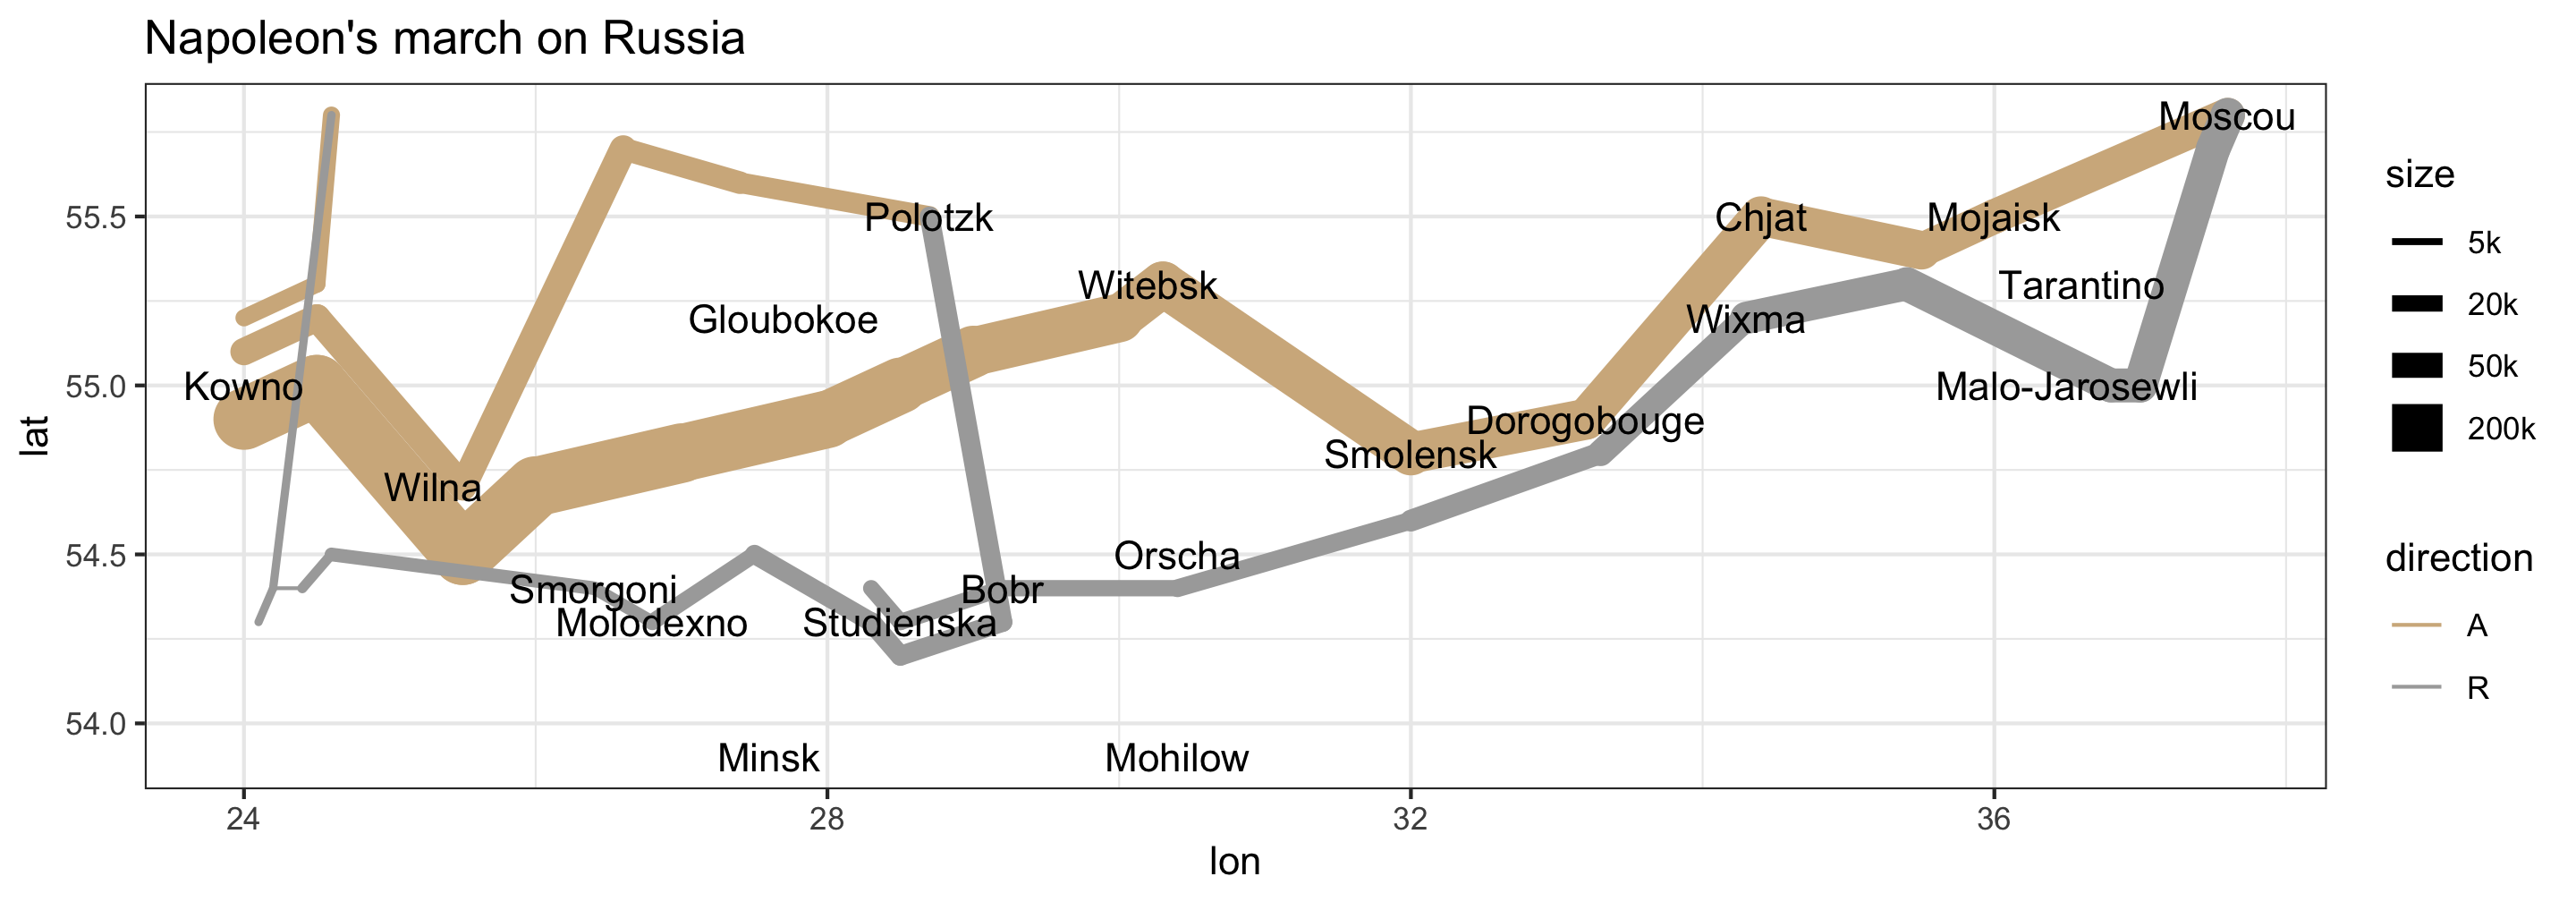 Napoleon's march on Russia
lat
55.5
55.0
54.5
54.0
Moscou
Polotzk
Chjat
Mojaisk
Witebsk
Tarantino
Gloubokoe
Wixma
Kowno
Malo-Jarosewli
Dorogobouge
Smolensk
Wilna
Orscha
Smorgoni
Bobr
Molodexno
Studienska
Minsk
Mohilow
24
28
32
36
lon
size
5k
20k
50k
200k
direction
A
R